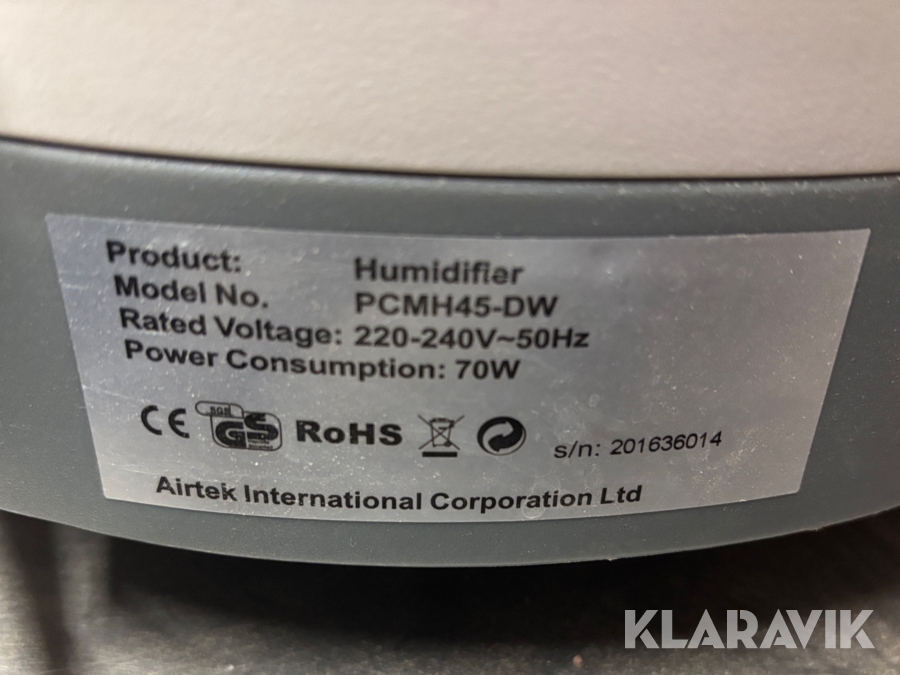 Product: Humidifier
Model No. PCMH45-DW
Rated Voltage: 220-240V~50Hz
Power Consumption: 70W
CE GS RoHS s/n: 201636014
Airtek International Corporation Ltd
KLARAVIK